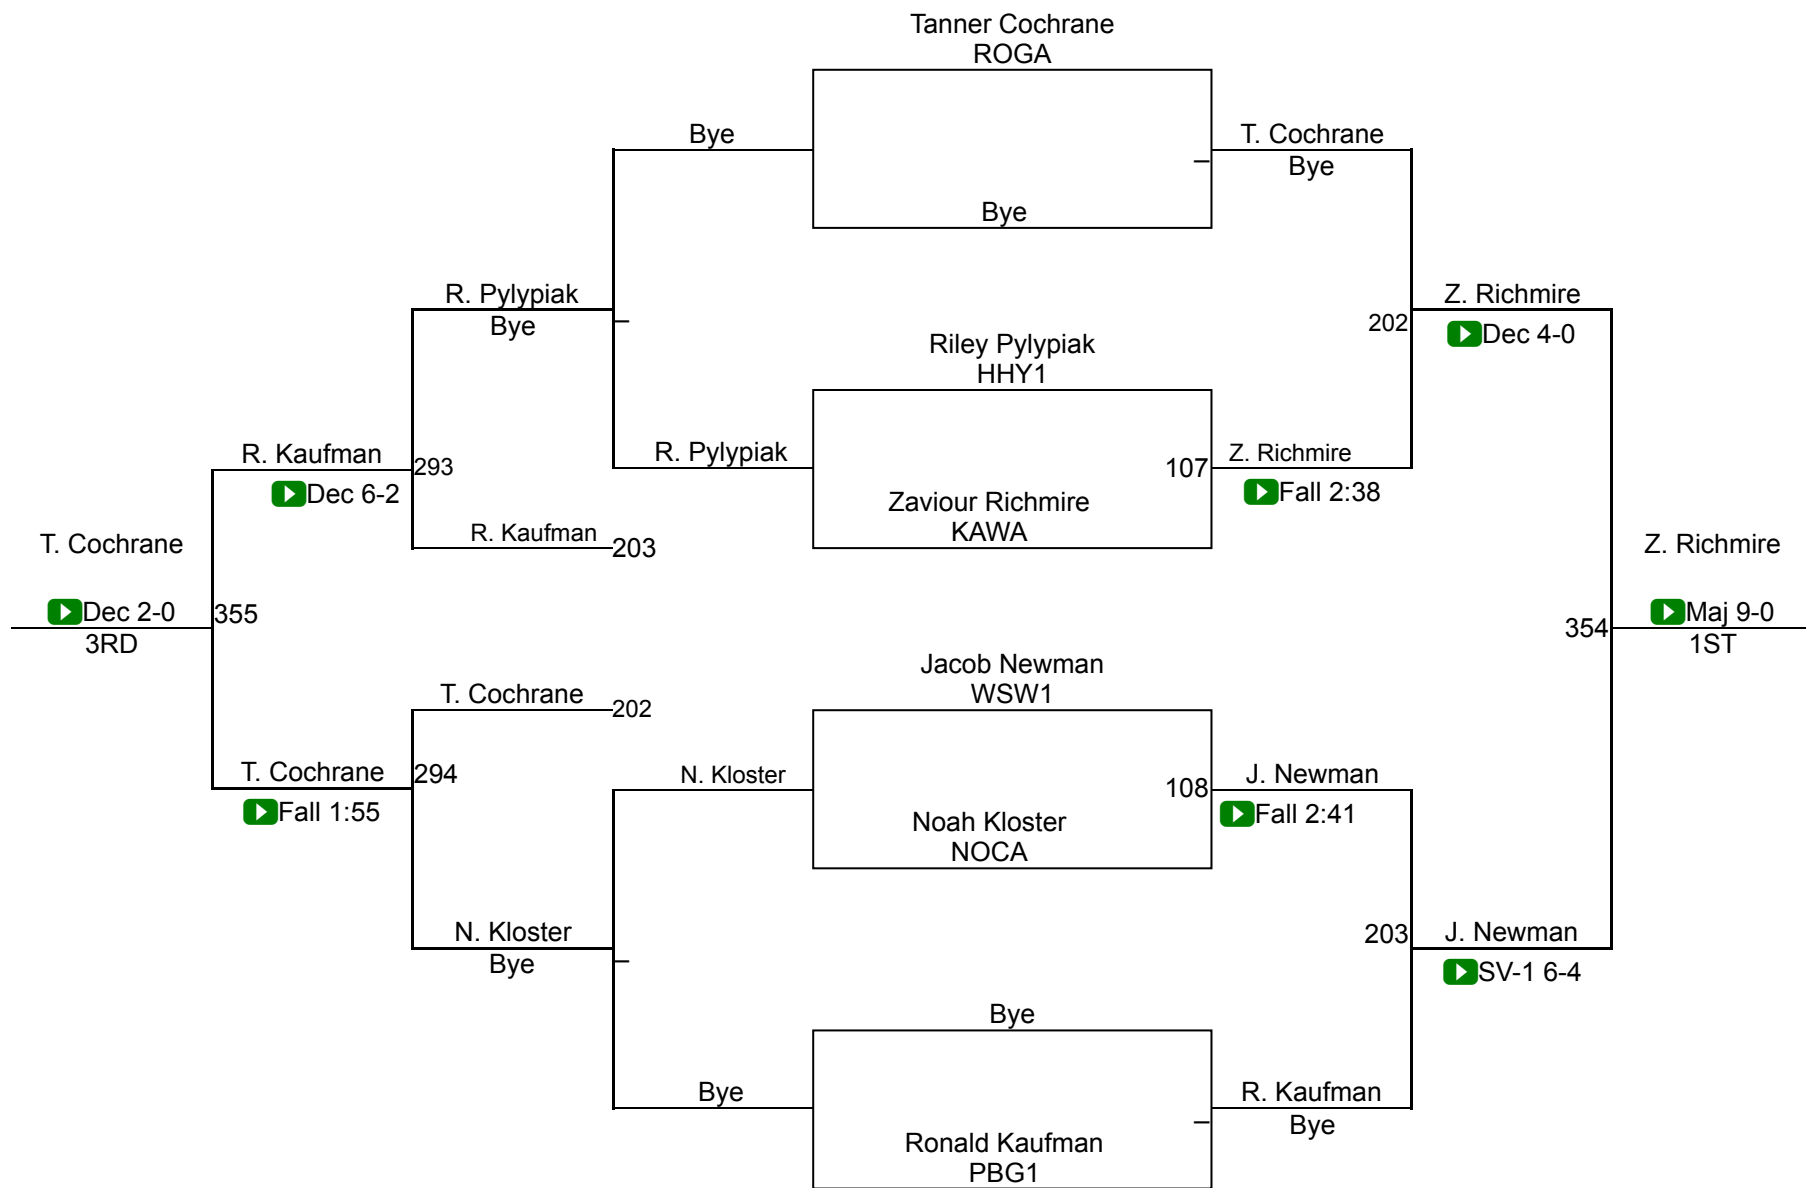 Tanner Cochrane
ROGA
Bye
T. Cochrane
Bye
Bye
R. Pylypiak
Bye
Z. Richmire
202
Dec 4-0
Riley Pylypiak
HHY1
R. Kaufman
293
Dec 6-2
R. Pylypiak
107
Z. Richmire
Fall 2:38
Zaviour Richmire
KAWA
R. Kaufman
203
T. Cochrane
Z. Richmire
Dec 2-0
355
3RD
354
Maj 9-0
1ST
Jacob Newman
WSW1
T. Cochrane
202
T. Cochrane
294
Fall 1:55
N. Kloster
108
J. Newman
Fall 2:41
Noah Kloster
NOCA
N. Kloster
Bye
203
J. Newman
SV-1 6-4
Bye
Bye
R. Kaufman
Bye
Ronald Kaufman
PBG1